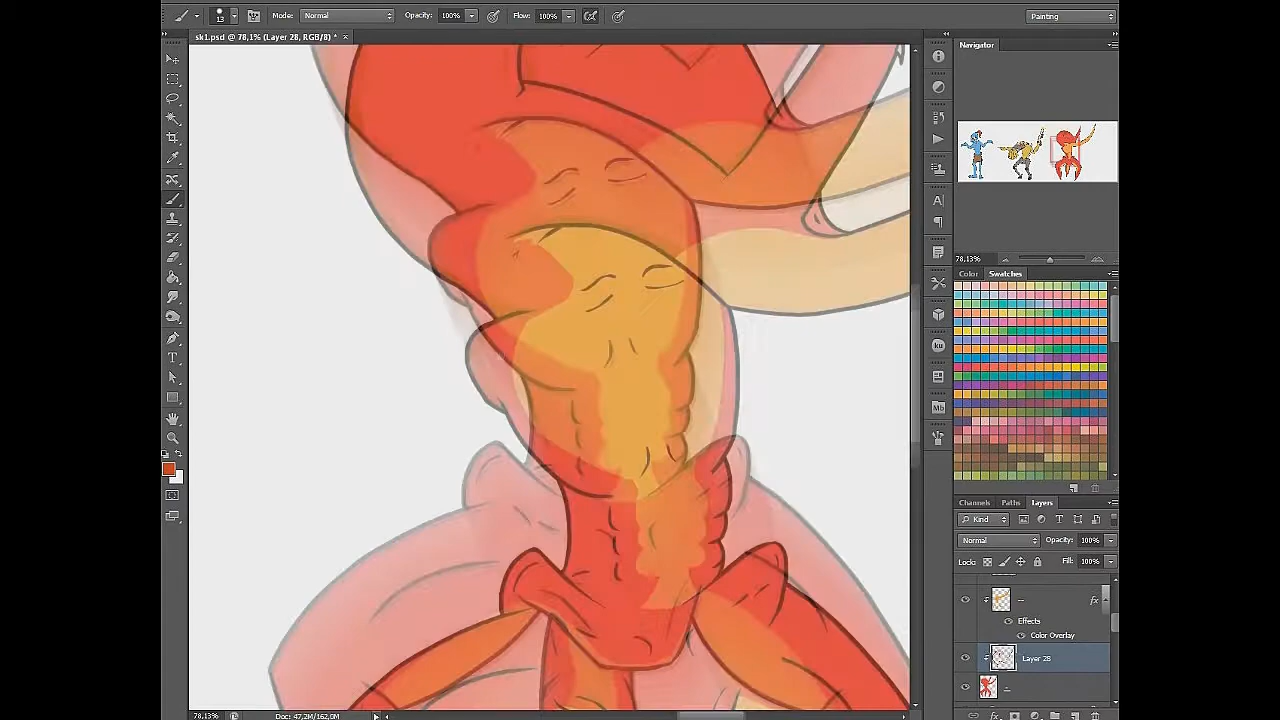 13 Mode: Normal Opacity: 100% Flow: 100% Painting
sk1.psd @ 78,1% (Layer 28, RGB/8) * ×
Navigator
78,13%
Color Swatches
Channels Paths Layers
Kind
Normal Opacity: 100%
Lock: Fill: 100%
fx
Effects
Color Overlay
Layer 28
78,13% Doc: 47,2M/162,0M